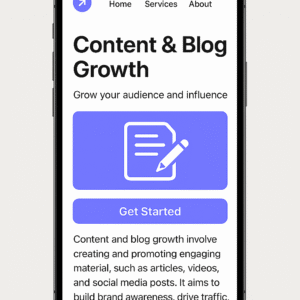 Home Services About
Content & Blog
Growth
Grow your audience and influence
Get Started
Content and blog growth involve
creating and promoting engaging
material, such as articles, videos,
and social media posts. It aims to
build brand awareness, drive traffic,